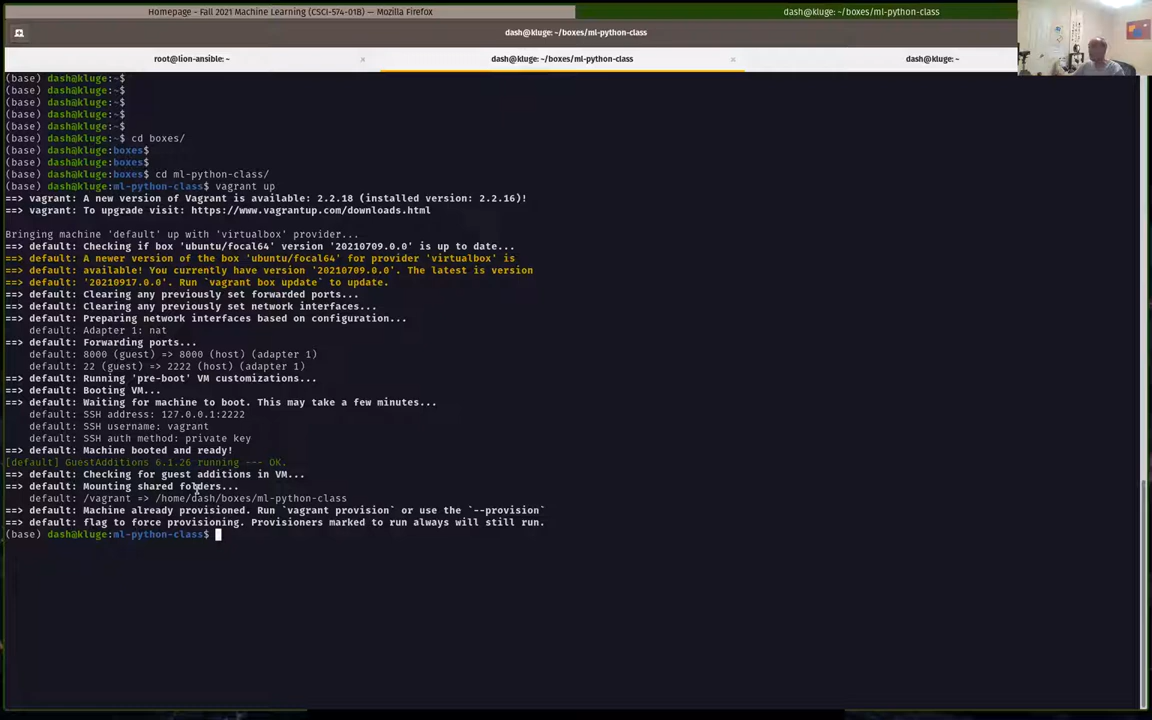 Homepage - Fall 2021 Machine Learning (CSCI-574-01B) — Mozilla Firefox
dash@kluge: ~/boxes/ml-python-class
dash@kluge: ~/boxes/ml-python-class
root@lion-ansible: ~
×
dash@kluge: ~/boxes/ml-python-class
×
dash@kluge: ~
(base) dash@kluge:~$
(base) dash@kluge:~$
(base) dash@kluge:~$
(base) dash@kluge:~$
(base) dash@kluge:~$
(base) dash@kluge:~$ cd boxes/
(base) dash@kluge:boxes$
(base) dash@kluge:boxes$
(base) dash@kluge:boxes$ cd ml-python-class/
(base) dash@kluge:ml-python-class$ vagrant up
==> vagrant: A new version of Vagrant is available: 2.2.18 (installed version: 2.2.16)!
==> vagrant: To upgrade visit: https://www.vagrantup.com/downloads.html
Bringing machine 'default' up with 'virtualbox' provider...
==> default: Checking if box 'ubuntu/focal64' version '20210709.0.0' is up to date...
==> default: A newer version of the box 'ubuntu/focal64' for provider 'virtualbox' is
==> default: available! You currently have version '20210709.0.0'. The latest is version
==> default: '20210917.0.0'. Run `vagrant box update` to update.
==> default: Clearing any previously set forwarded ports...
==> default: Clearing any previously set network interfaces...
==> default: Preparing network interfaces based on configuration...
default: Adapter 1: nat
==> default: Forwarding ports...
default: 8000 (guest) => 8000 (host) (adapter 1)
default: 22 (guest) => 2222 (host) (adapter 1)
==> default: Running 'pre-boot' VM customizations...
==> default: Booting VM...
==> default: Waiting for machine to boot. This may take a few minutes...
default: SSH address: 127.0.0.1:2222
default: SSH username: vagrant
default: SSH auth method: private key
==> default: Machine booted and ready!
[default] GuestAdditions 6.1.26 running --- OK.
==> default: Checking for guest additions in VM...
==> default: Mounting shared folders...
default: /vagrant => /home/dash/boxes/ml-python-class
==> default: Machine already provisioned. Run `vagrant provision` or use the `--provision`
==> default: flag to force provisioning. Provisioners marked to run always will still run.
(base) dash@kluge:ml-python-class$